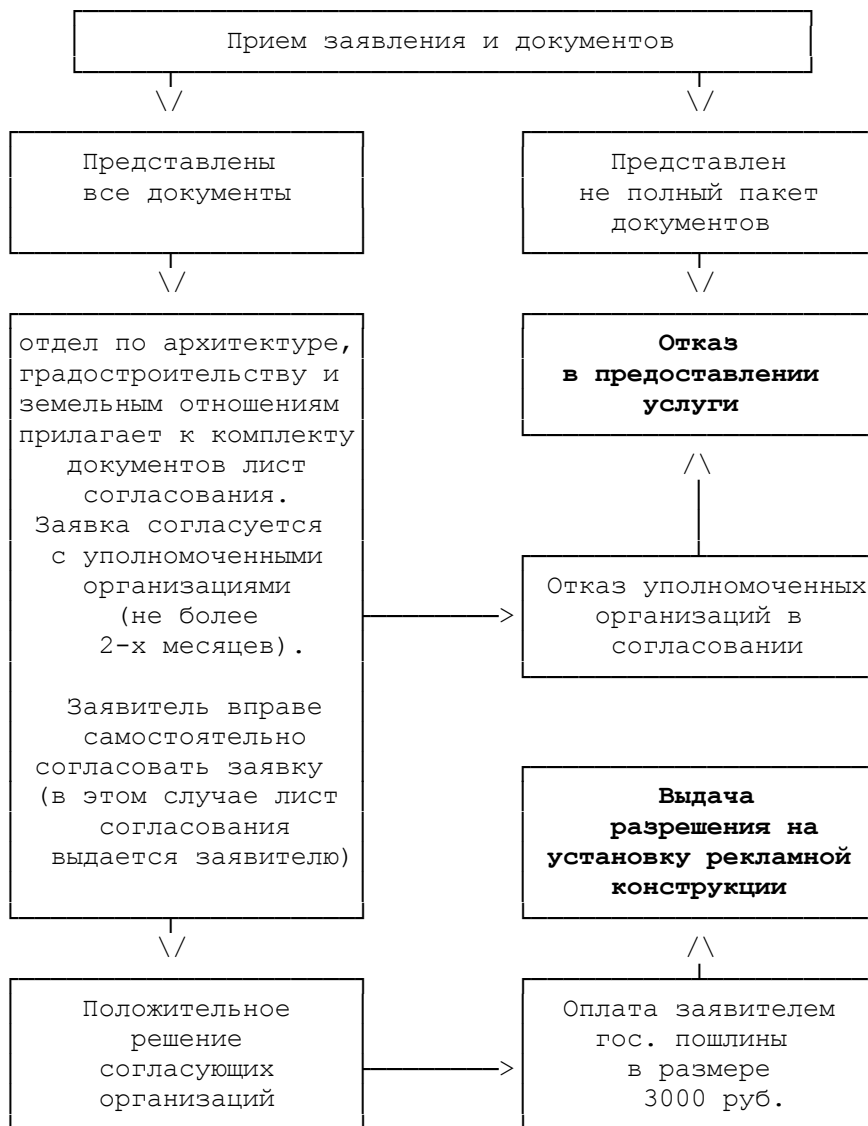 Прием заявления и документов
Представлены
все документы
Представлен
не полный пакет
документов
отдел по архитектуре,
градостроительству и
земельным отношениям
прилагает к комплекту
документов лист
согласования.
Заявка согласуется
с уполномоченными
организациями
(не более
2-х месяцев).
Заявитель вправе
самостоятельно
согласовать заявку
(в этом случае лист
согласования
выдается заявителю)
Отказ
в предоставлении
услуги
Отказ уполномоченных
организаций в
согласовании
Выдача
разрешения на
установку рекламной
конструкции
Положительное
решение
согласующих
организаций
Оплата заявителем
гос. пошлины
в размере
3000 руб.